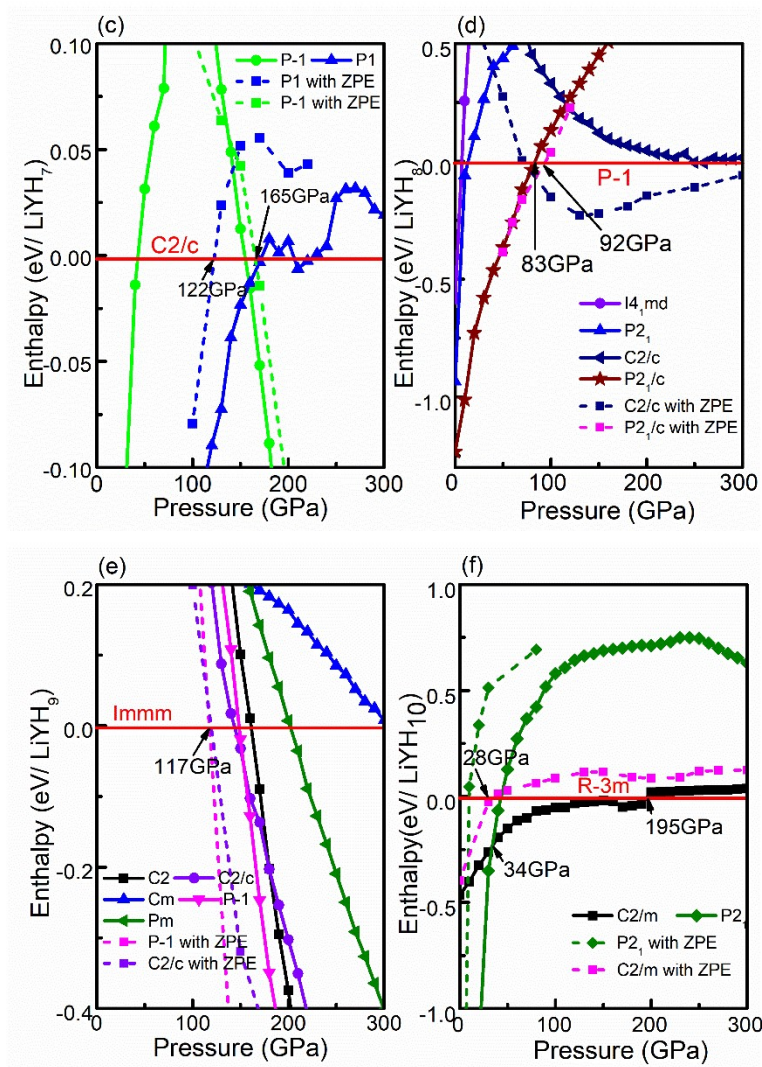 (c)
0.10
0.05
0.00
-0.05
-0.10
Enthalpy (eV/ LiYH7)
P-1 P1
P1 with ZPE
P-1 with ZPE
165GPa
C2/c
122GPa
0 100 200 300
Pressure (GPa)
(d)
0.5
0.0
-0.5
-1.0
Enthalpy (eV/ LiYH8)
P-1
92GPa
83GPa
I41md
P21
C2/c
P21/c
C2/c with ZPE
P21/c with ZPE
0 100 200 300
Pressure (GPa)
(e)
0.2
0.0
-0.2
-0.4
Enthalpy (eV/ LiYH9)
Immm
117GPa
C2 C2/c
Cm P-1
Pm
P-1 with ZPE
C2/c with ZPE
0 100 200 300
Pressure (GPa)
(f)
1.0
0.5
0.0
-0.5
-1.0
Enthalpy(eV/ LiYH10)
28GPa
R-3m
195GPa
34GPa
C2/m P2
P21 with ZPE
C2/m with ZPE
0 100 200 300
Pressure (GPa)